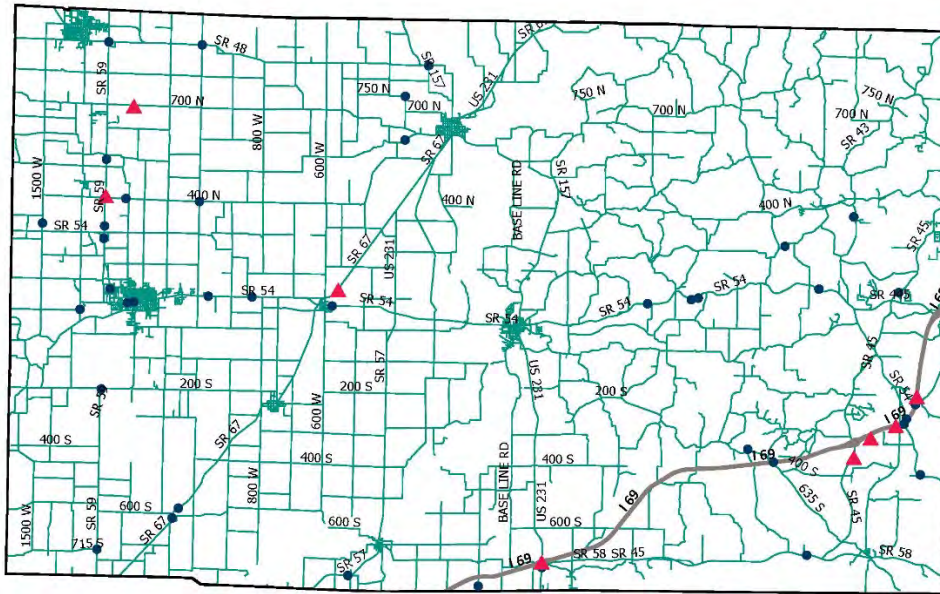 SR 48
SR 59
SR 157
US 231
750 N
700 N
700 N
800 W
600 W
SR 67
750 N
700 N
750 N
700 N
SR 43
1500 W
SR 59
400 N
SR 54
SR 67
US 231
400 N
BASE LINE RD
SR 157
400 N
SR 45
SR 54
SR 54
SR 54
SR 54
SR 54
SR 445
SR 45
SR 54
200 S
SR 59
600 W
200 S
SR 57
US 231
200 S
I 69
400 S
SR 67
800 W
400 S
BASE LINE RD
US 231
400 S
I 69
400 S
635 S
SR 45
1500 W
SR 59
600 S
SR 67
715 S
600 S
SR 57
600 S
I 69
I 69
SR 58 SR 45
SR 58